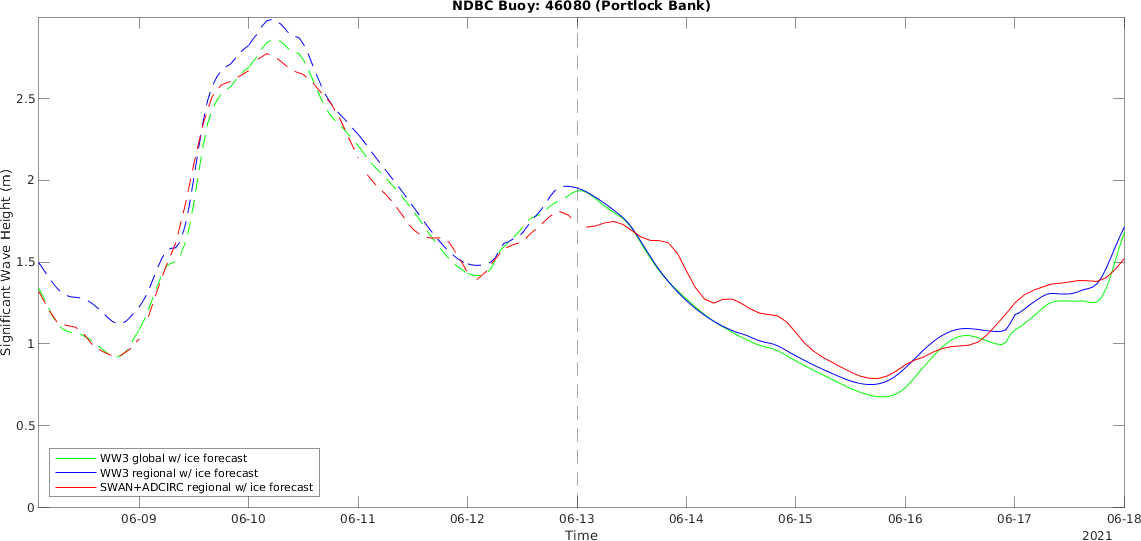 NDBC Buoy: 46080 (Portlock Bank)
Significant Wave Height (m)
2.5
2
1.5
1
0.5
0
WW3 global w/ ice forecast
WW3 regional w/ ice forecast
SWAN+ADCIRC regional w/ ice forecast
06-09 06-10 06-11 06-12 06-13 06-14 06-15 06-16 06-17 06-18
Time
2021